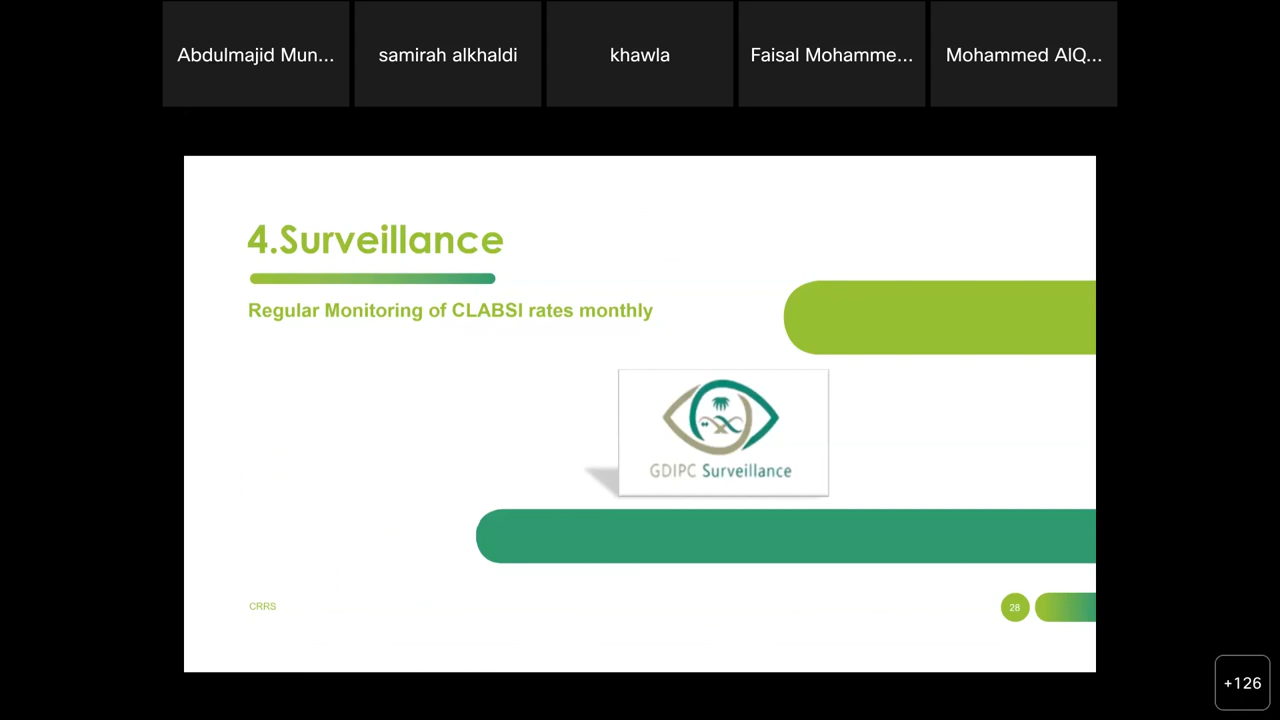 Abdulmajid Mun...
samirah alkhaldi
khawla
Faisal Mohamme...
Mohammed AlQ...
4.Surveillance
Regular Monitoring of CLABSI rates monthly
GDIPC Surveillance
CRRS
28
+126